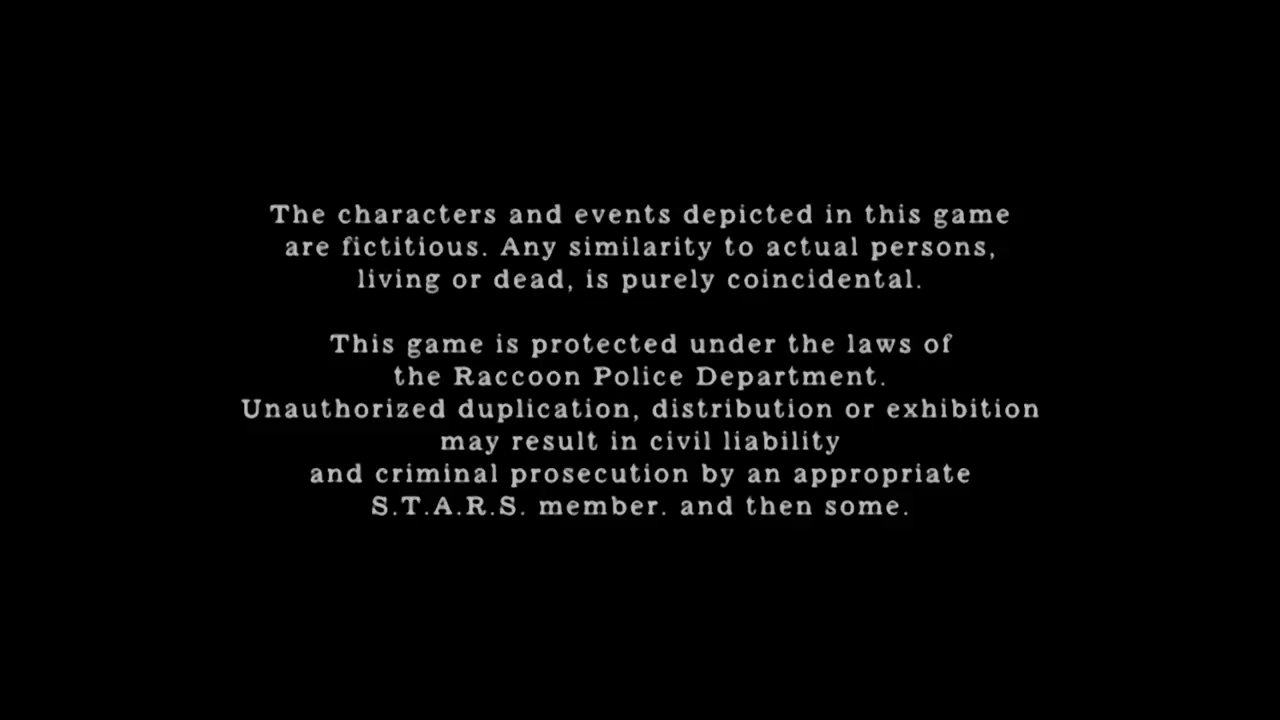 The characters and events depicted in this game
are fictitious. Any similarity to actual persons,
living or dead, is purely coincidental.
This game is protected under the laws of
the Raccoon Police Department.
Unauthorized duplication, distribution or exhibition
may result in civil liability
and criminal prosecution by an appropriate
S.T.A.R.S. member. and then some.